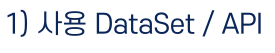 1) 사용 DataSet / API